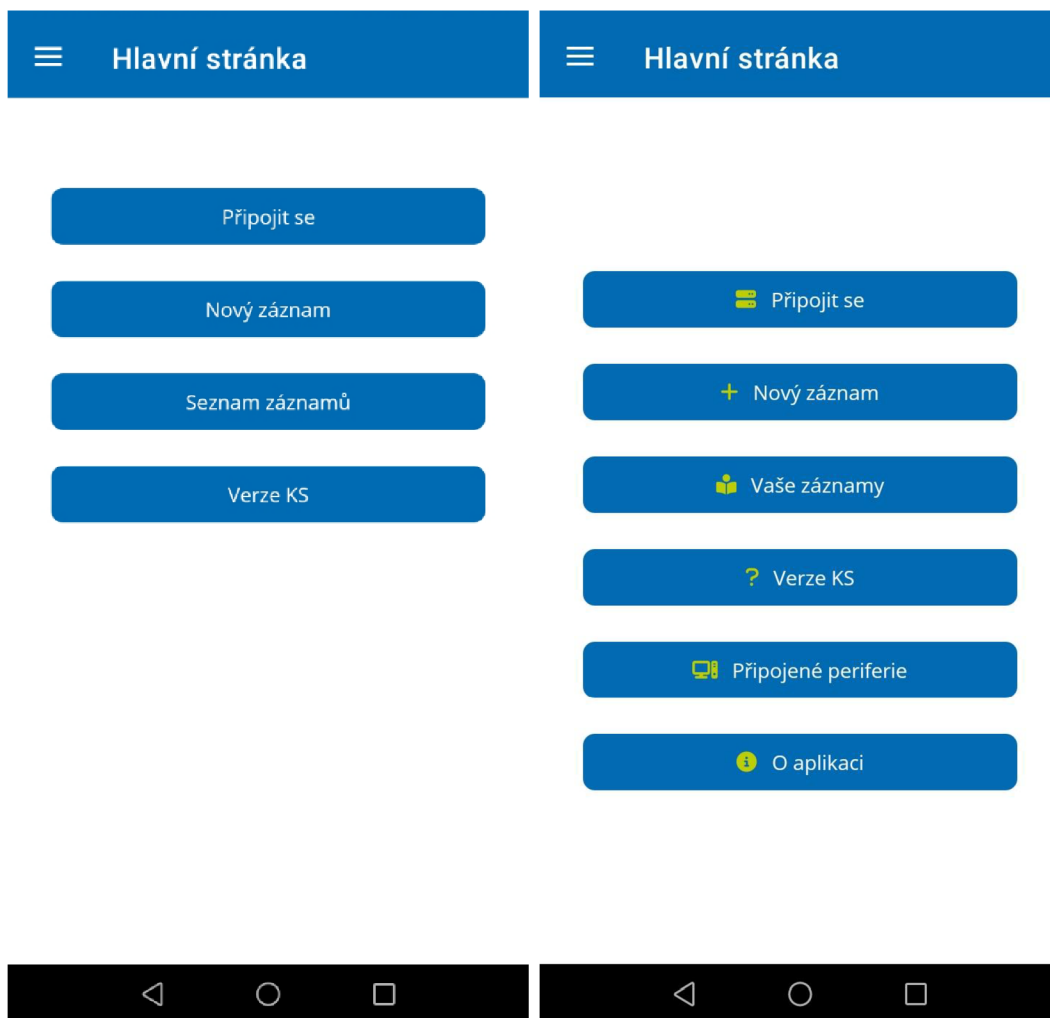 Hlavní stránka
Připojit se
Nový záznam
Seznam záznamů
Verze KS
Hlavní stránka
Připojit se
Nový záznam
Vaše záznamy
? Verze KS
Připojené periferie
O aplikaci